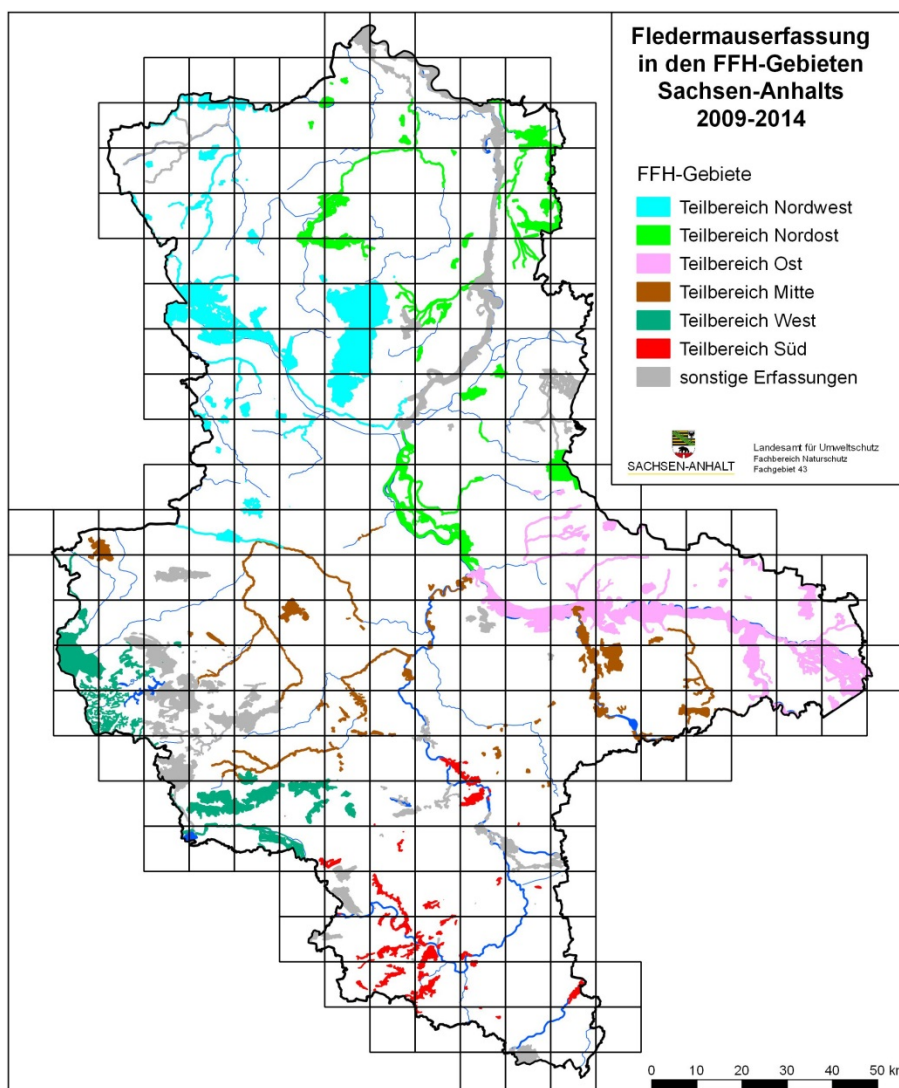 Fledermauserfassung
in den FFH-Gebieten
Sachsen-Anhalts
2009-2014
FFH-Gebiete
Teilbereich Nordwest
Teilbereich Nordost
Teilbereich Ost
Teilbereich Mitte
Teilbereich West
Teilbereich Süd
sonstige Erfassungen
SACHSEN-ANHALT
Landesamt für Umweltschutz
Fachbereich Naturschutz
Fachgebiet 43
0 10 20 30 40 50 km